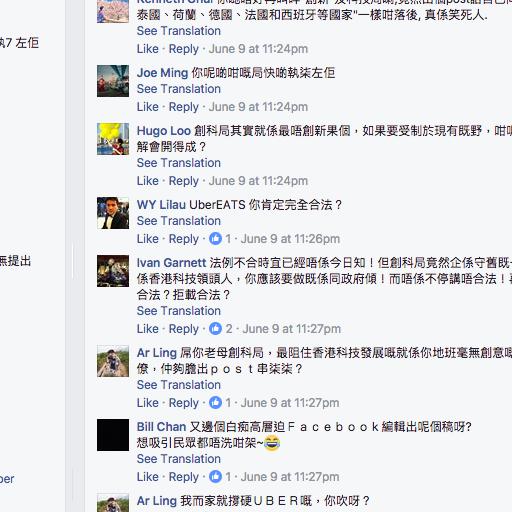 泰國、荷蘭、德國、法國和西班牙等國家"一樣咁落後, 真係笑死人.
See Translation
Like · Reply · June 9 at 11:24pm
執7 左佢
Joe Ming 你呢啲咁嘅局快啲執柒左佢
See Translation
Like · Reply · June 9 at 11:24pm
Hugo Loo 創科局其實就係最唔創新果個，如果要受制於現有既野，咁
解會開得成？
See Translation
Like · Reply · June 9 at 11:24pm
WY Lilau UberEATS 你肯定完全合法？
See Translation
Like · Reply · 1 · June 9 at 11:26pm
無提出
Ivan Garnett 法例不合時宜已經唔係今日知！但創科局竟然企係守舊既
係香港科技領頭人，你應該要做既係同政府傾！而唔係不停講唔合法！
合法？拒載合法？
See Translation
Like · Reply · 2 · June 9 at 11:27pm
Ar Ling 屌你老母創科局，最阻住香港科技發展嘅就係你地班毫無創意
僚，仲夠膽出ｐｏｓｔ串柒柒？
See Translation
Like · Reply · 1 · June 9 at 11:27pm
Bill Chan 又邊個白痴高層迫Ｆａｃｅｂｏｏｋ編輯出呢個稿呀?
想吸引民眾都唔洗咁架~😂
See Translation
Like · Reply · 1 · June 9 at 11:27pm
ber
Ar Ling 我而家就撐硬ＵＢＥＲ嘅，你吹呀？